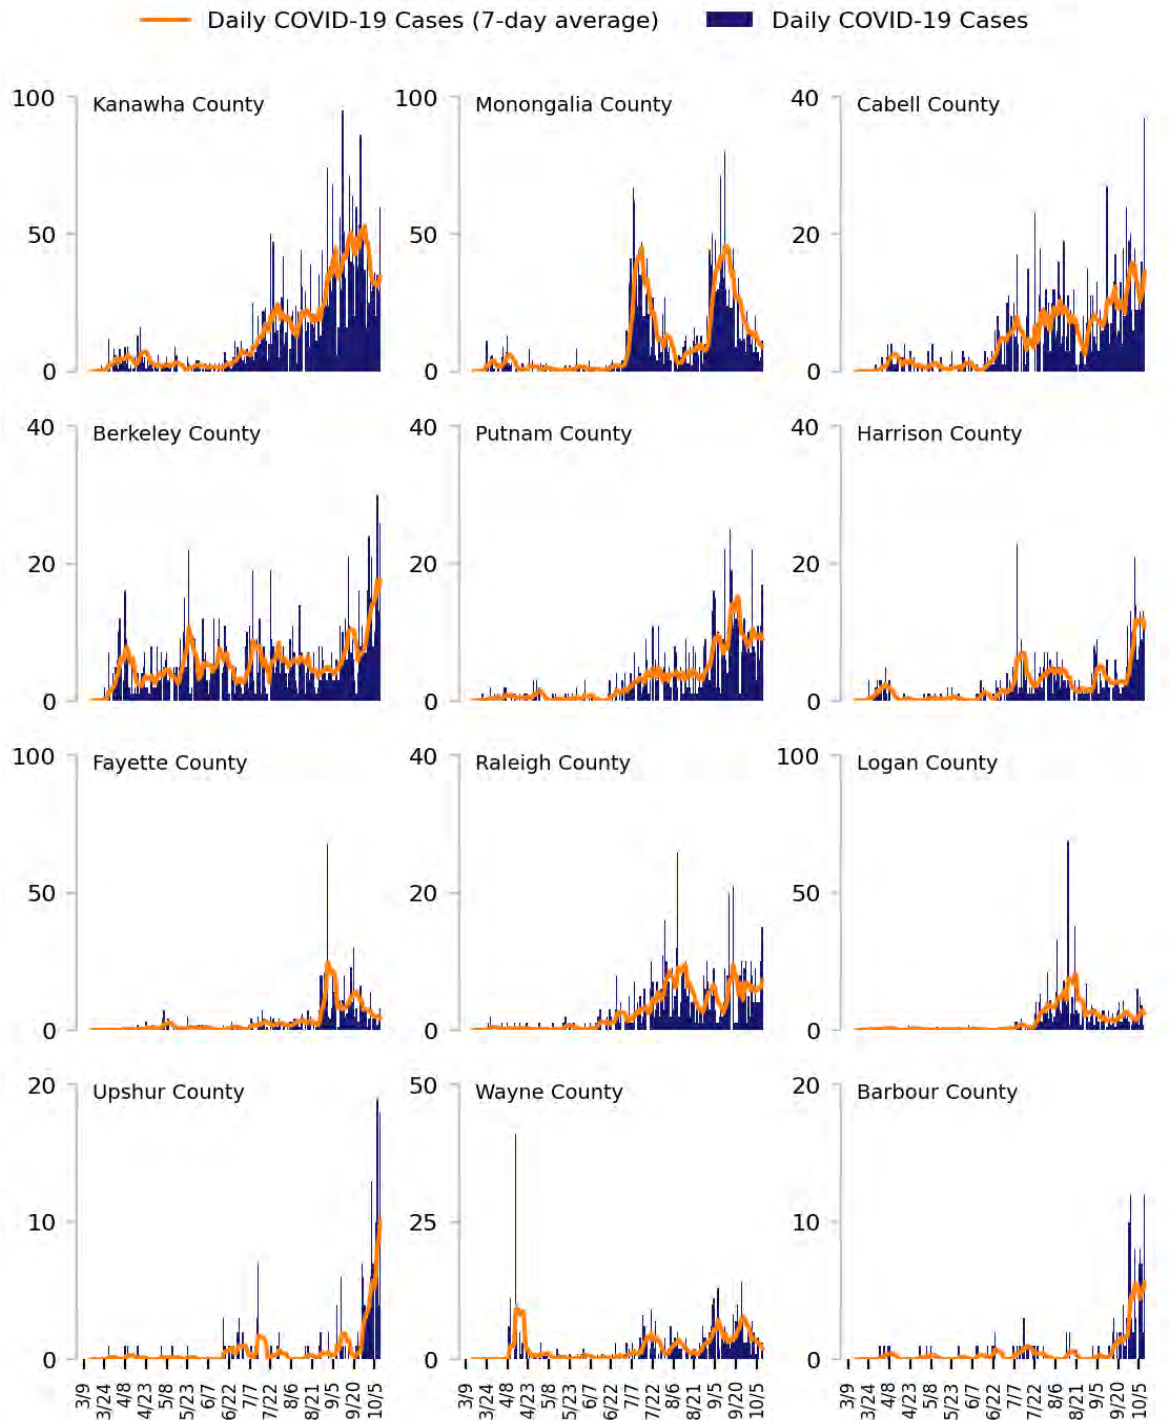 Daily COVID-19 Cases (7-day average) Daily COVID-19 Cases
100 Kanawha County 100 Monongalia County 40 Cabell County
50 50 20
0 0 0
40 Berkeley County 40 Putnam County 40 Harrison County
20 20 20
0 0 0
100 Fayette County 40 Raleigh County 100 Logan County
50 20 50
0 0 0
20 Upshur County 50 Wayne County 20 Barbour County
10 25 10
0 0 0
3/9 3/24 4/8 4/23 5/8 5/23 6/7 6/22 7/7 7/22 8/6 8/21 9/5 9/20 10/5 3/9 3/24 4/8 4/23 5/8 5/23 6/7 6/22 7/7 7/22 8/6 8/21 9/5 9/20 10/5 3/9 3/24 4/8 4/23 5/8 5/23 6/7 6/22 7/7 7/22 8/6 8/21 9/5 9/20 10/5